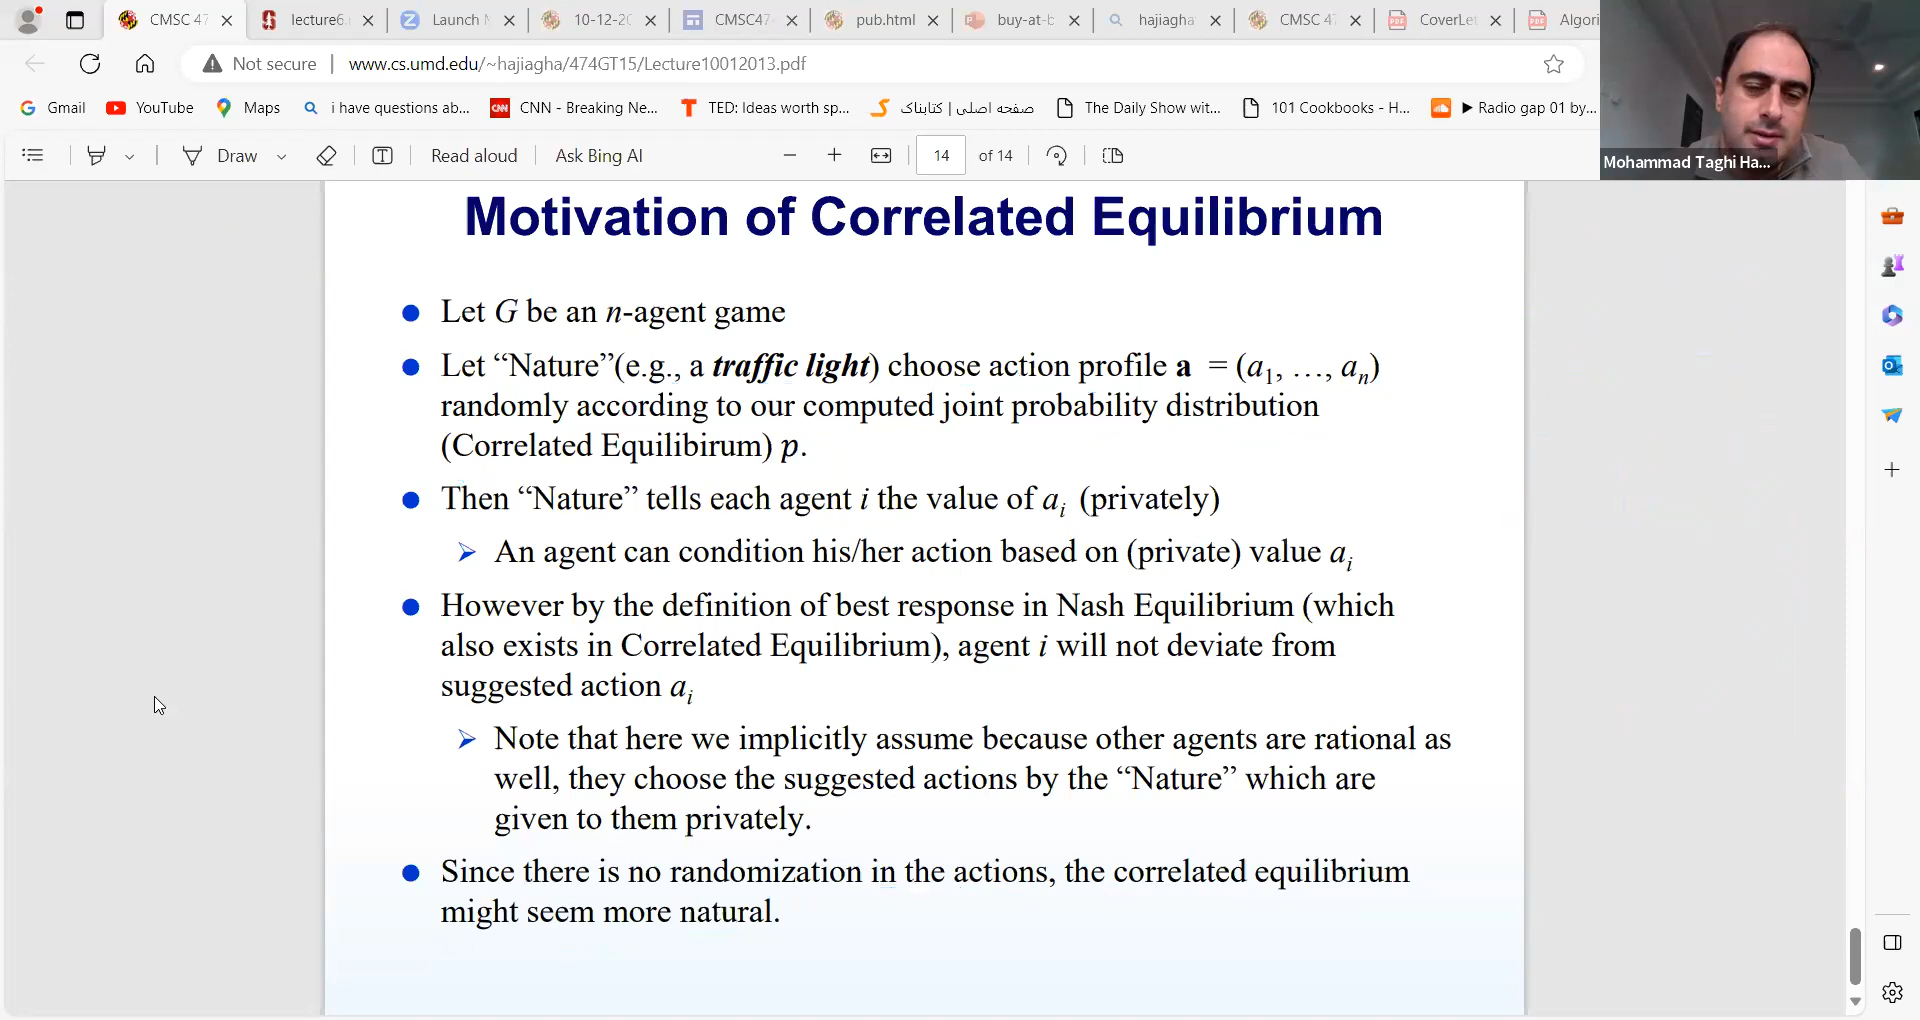 CMSC 47
lecture6.r
Launch M
10-12-20
CMSC47
pub.html
buy-at-b
hajiagha
CMSC 47
CoverLet
Algori
Not secure
www.cs.umd.edu/~hajiagha/474GT15/Lecture10012013.pdf
Gmail
YouTube
Maps
i have questions ab...
CNN - Breaking Ne...
TED: Ideas worth sp...
صفحه اصلی | کتابناک
The Daily Show wit...
101 Cookbooks - H...
▶ Radio gap 01 by...
Draw
Read aloud
Ask Bing AI
14
of 14
Mohammad Taghi Ha...
Motivation of Correlated Equilibrium
● Let G be an n-agent game
● Let “Nature”(e.g., a traffic light) choose action profile a = (a1, …, an)
randomly according to our computed joint probability distribution
(Correlated Equilibirum) p.
● Then “Nature” tells each agent i the value of ai (privately)
➢ An agent can condition his/her action based on (private) value ai
● However by the definition of best response in Nash Equilibrium (which
also exists in Correlated Equilibrium), agent i will not deviate from
suggested action ai
➢ Note that here we implicitly assume because other agents are rational as
well, they choose the suggested actions by the “Nature” which are
given to them privately.
● Since there is no randomization in the actions, the correlated equilibrium
might seem more natural.